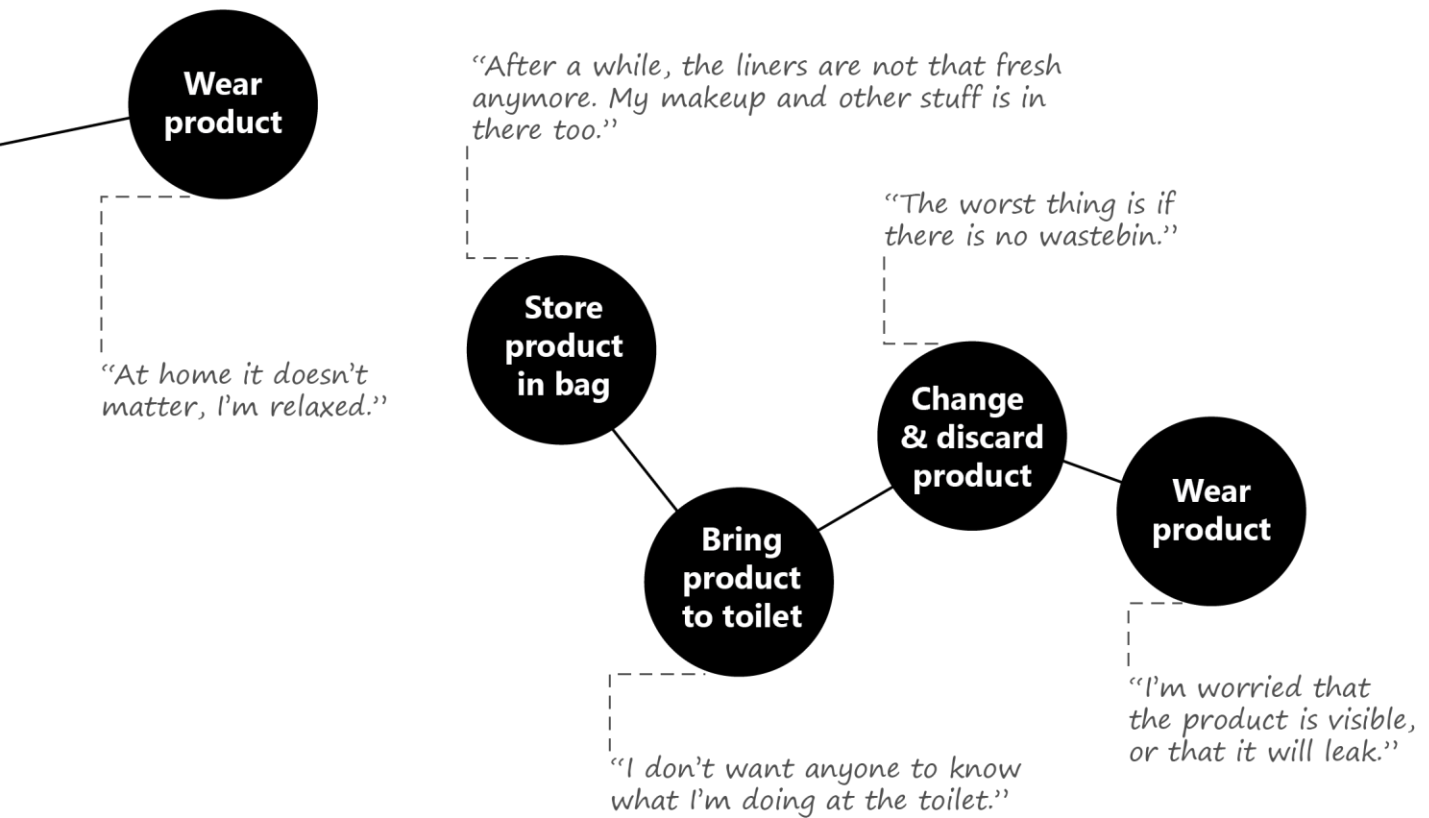 Wear
product
“At home it doesn’t
matter, I’m relaxed.”
“After a while, the liners are not that fresh
anymore. My makeup and other stuff is in
there too.”
Store
product
in bag
Bring
product
to toilet
“I don’t want anyone to know
what I’m doing at the toilet.”
“The worst thing is if
there is no wastebin.”
Change
& discard
product
Wear
product
“I’m worried that
the product is visible,
or that it will leak.”